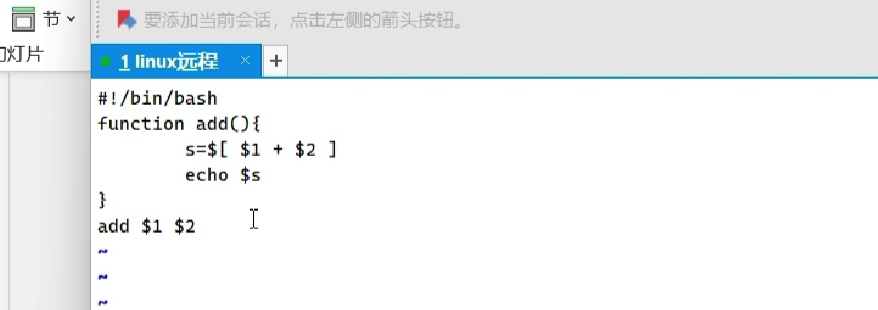 节
要添加当前会话，点击左侧的箭头按钮。
灯片
1 linux远程 × +
#!/bin/bash
function add(){
        s=$[ $1 + $2 ]
        echo $s
}
add $1 $2
~
~
~